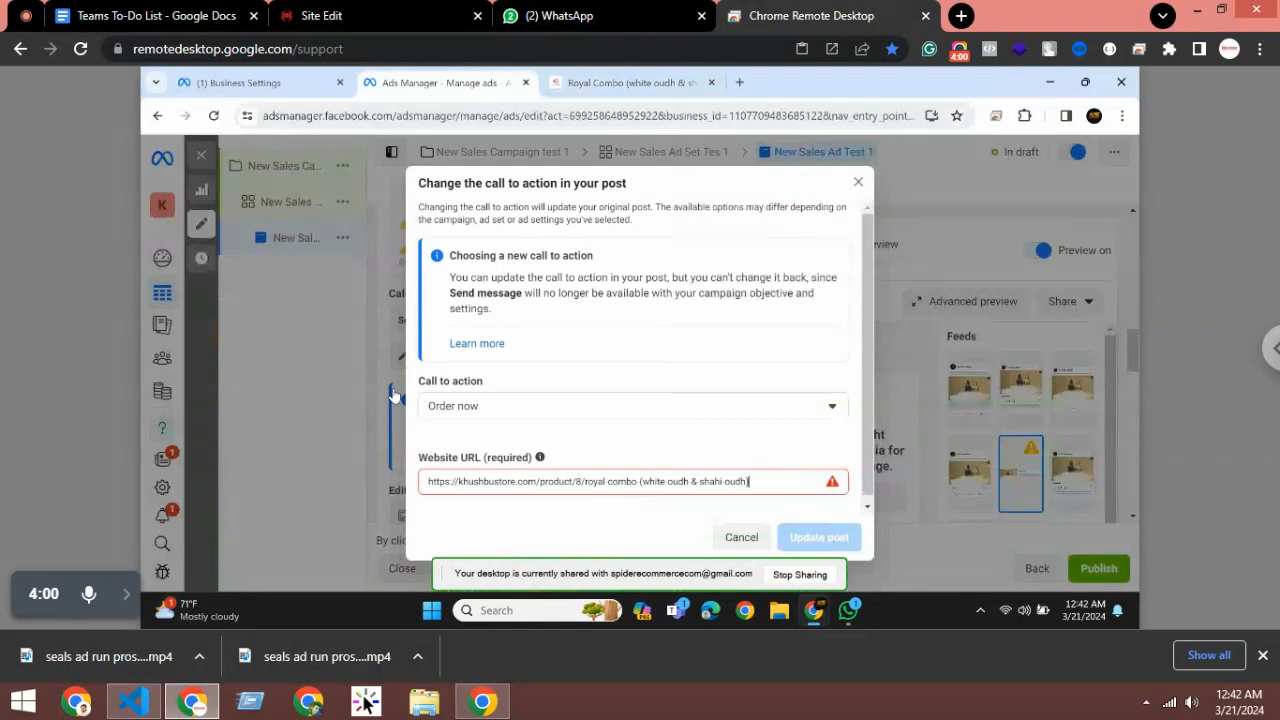 Teams To-Do List - Google Docs
Site Edit
(2) WhatsApp
Chrome Remote Desktop
remotedesktop.google.com/support
4:00
(1) Business Settings
Ads Manager - Manage ads - A
Royal Combo (white oudh & sh
adsmanager.facebook.com/adsmanager/manage/ads/edit?act=699258648952922&business_id=1107709483685122&nav_entry_point...
New Sales Ca...
New Sales Campaign test 1
New Sales Ad Set Tes 1
New Sales Ad Test 1
In draft
K
New Sales ...
New Sal...
Change the call to action in your post
Changing the call to action will update your original post. The available options may differ depending on
the campaign, ad set or ad settings you've selected.
Choosing a new call to action
You can update the call to action in your post, but you can't change it back, since
Send message will no longer be available with your campaign objective and
settings.
Learn more
Call to action
Order now
Website URL (required)
https://khushbustore.com/product/8/royal-combo-(white-oudh-&-shahi-oudh)
Cancel
Update post
Preview on
Advanced preview
Share
Feeds
Edi
By clic
Close
Back
Publish
Your desktop is currently shared with spiderecommercecom@gmail.com
Stop Sharing
4:00
71°F
Mostly cloudy
Search
12:42 AM
3/21/2024
seals ad run pros....mp4
seals ad run pros....mp4
Show all
12:42 AM
3/21/2024